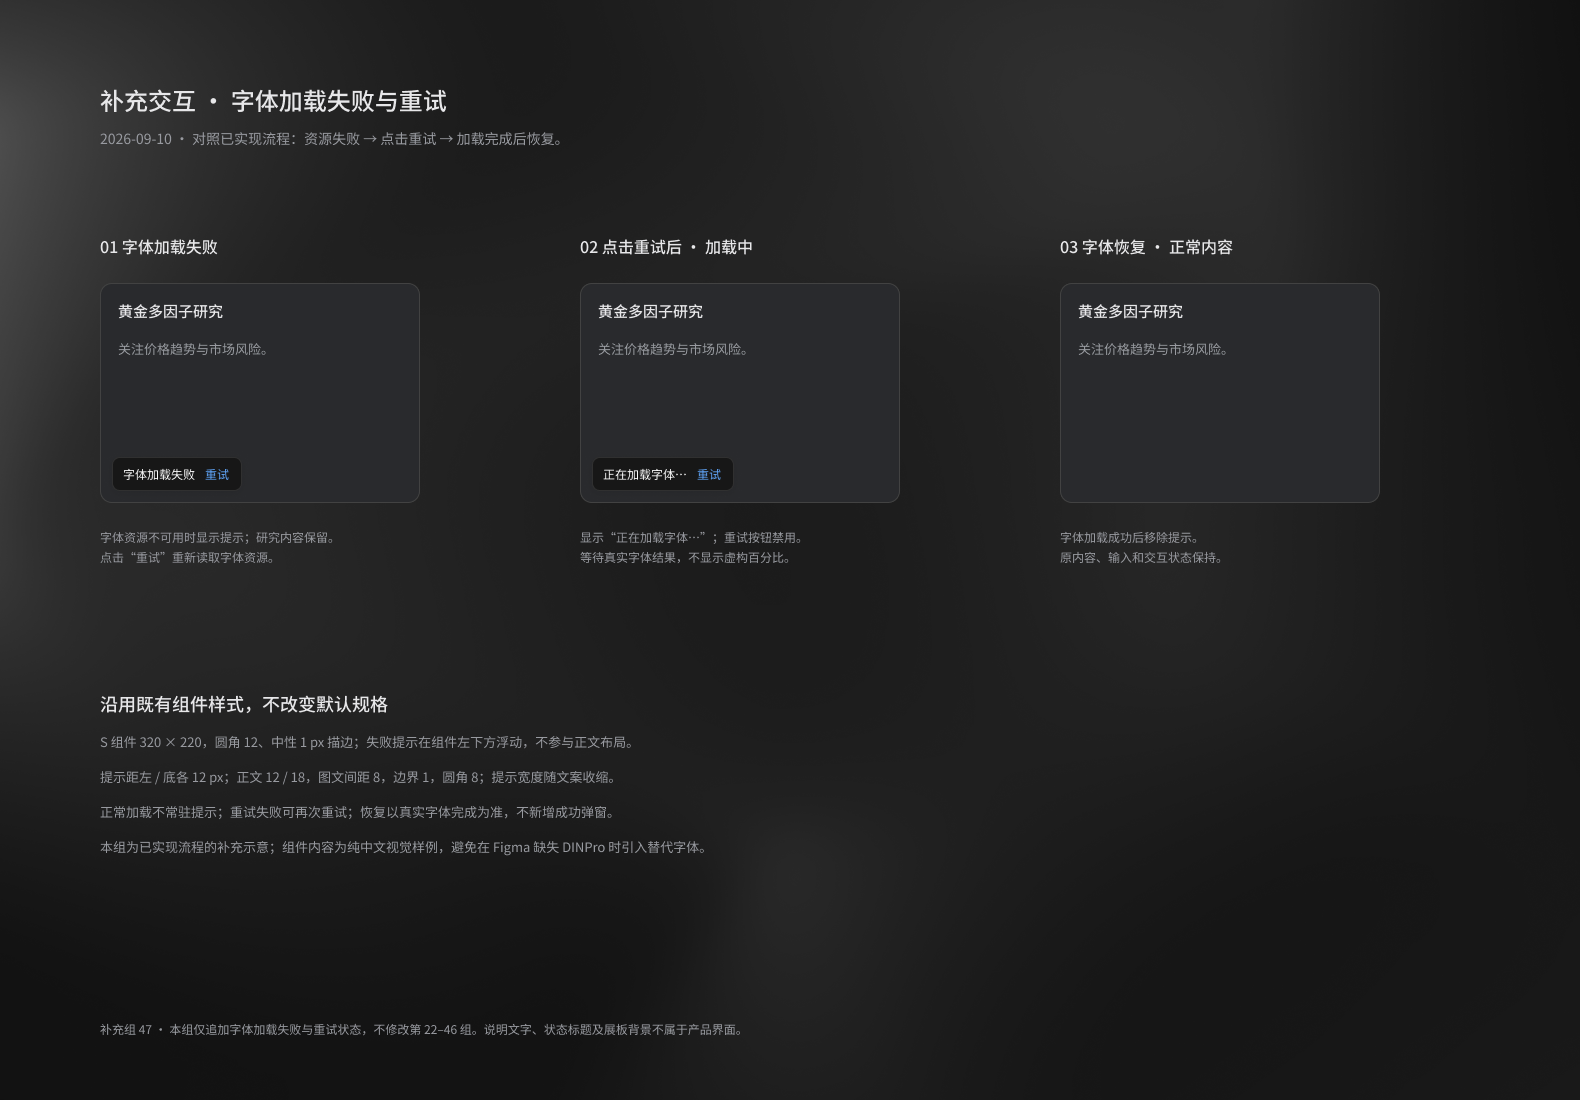 补充交互 · 字体加载失败与重试
2026-09-10 · 对照已实现流程：资源失败 → 点击重试 → 加载完成后恢复。
01 字体加载失败
黄金多因子研究
关注价格趋势与市场风险。
字体加载失败 重试
字体资源不可用时显示提示；研究内容保留。
点击“重试”重新读取字体资源。
02 点击重试后 · 加载中
黄金多因子研究
关注价格趋势与市场风险。
正在加载字体… 重试
显示“正在加载字体…”；重试按钮禁用。
等待真实字体结果，不显示虚构百分比。
03 字体恢复 · 正常内容
黄金多因子研究
关注价格趋势与市场风险。
字体加载成功后移除提示。
原内容、输入和交互状态保持。
沿用既有组件样式，不改变默认规格
S 组件 320 × 220，圆角 12、中性 1 px 描边；失败提示在组件左下方浮动，不参与正文布局。
提示距左 / 底各 12 px；正文 12 / 18，图文间距 8，边界 1，圆角 8；提示宽度随文案收缩。
正常加载不常驻提示；重试失败可再次重试；恢复以真实字体完成为准，不新增成功弹窗。
本组为已实现流程的补充示意；组件内容为纯中文视觉样例，避免在 Figma 缺失 DINPro 时引入替代字体。
补充组 47 · 本组仅追加字体加载失败与重试状态，不修改第 22–46 组。说明文字、状态标题及展板背景不属于产品界面。